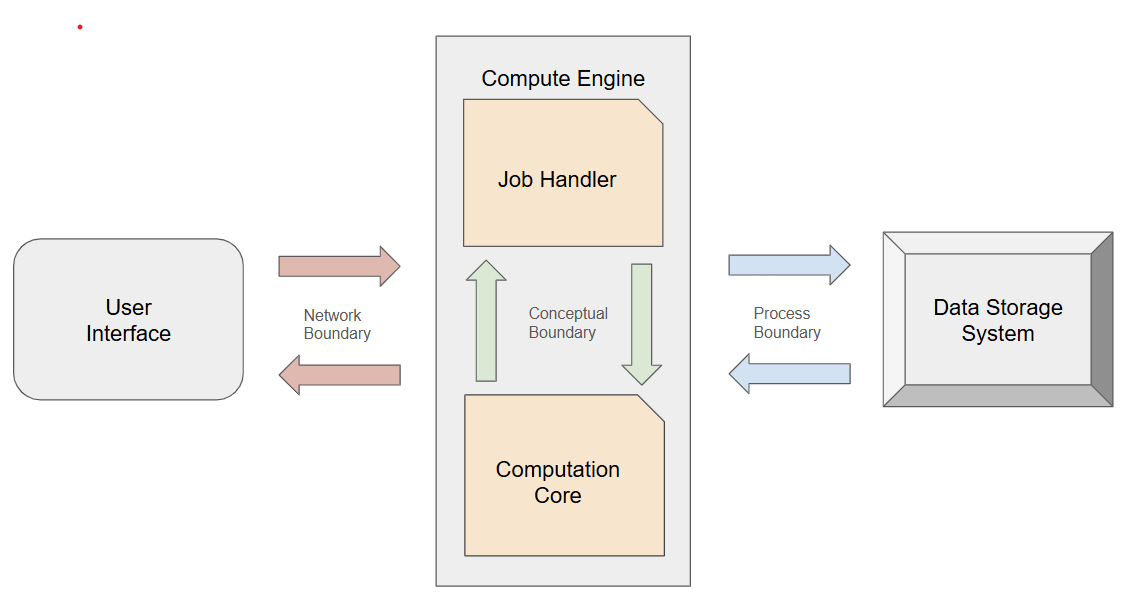 Compute Engine
Job Handler
User
Interface
Network
Boundary
Conceptual
Boundary
Process
Boundary
Data Storage
System
Computation
Core